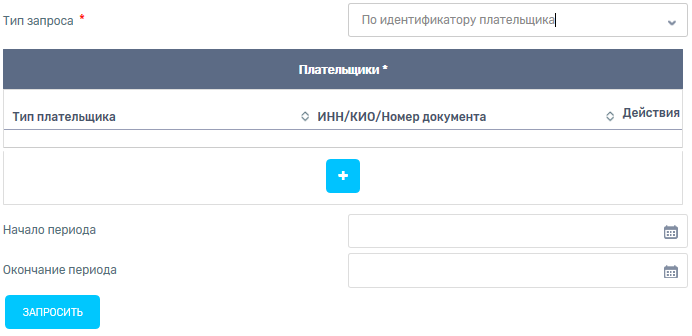 Тип запроса *
По идентификатору плательщика
Плательщики *
Тип плательщика ИНН/КИО/Номер документа Действия
+
Начало периода
Окончание периода
ЗАПРОСИТЬ